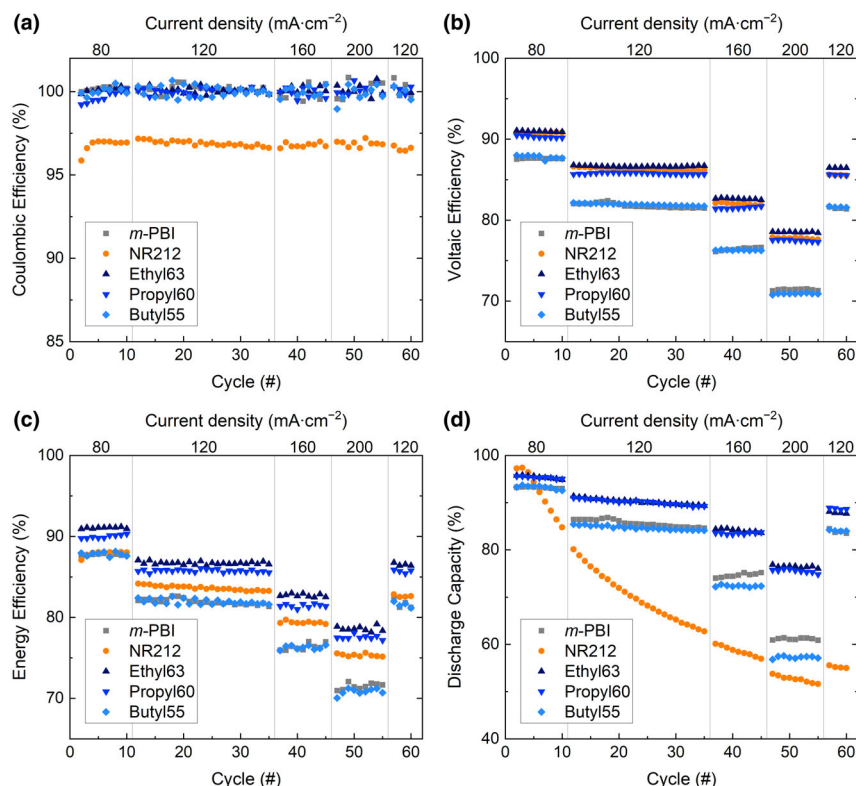 (a)
Current density (mA·cm⁻²)
80 120 160 200 120
Coulombic Efficiency (%)
100
95
90
85
m-PBI
NR212
Ethyl63
Propyl60
Butyl55
0 10 20 30 40 50 60
Cycle (#)
(b)
Current density (mA·cm⁻²)
80 120 160 200 120
Voltaic Efficiency (%)
100
90
80
70
m-PBI
NR212
Ethyl63
Propyl60
Butyl55
0 10 20 30 40 50 60
Cycle (#)
(c)
Current density (mA·cm⁻²)
80 120 160 200 120
Energy Efficiency (%)
100
90
80
70
m-PBI
NR212
Ethyl63
Propyl60
Butyl55
0 10 20 30 40 50 60
Cycle (#)
(d)
Current density (mA·cm⁻²)
80 120 160 200 120
Discharge Capacity (%)
100
80
60
40
m-PBI
NR212
Ethyl63
Propyl60
Butyl55
0 10 20 30 40 50 60
Cycle (#)